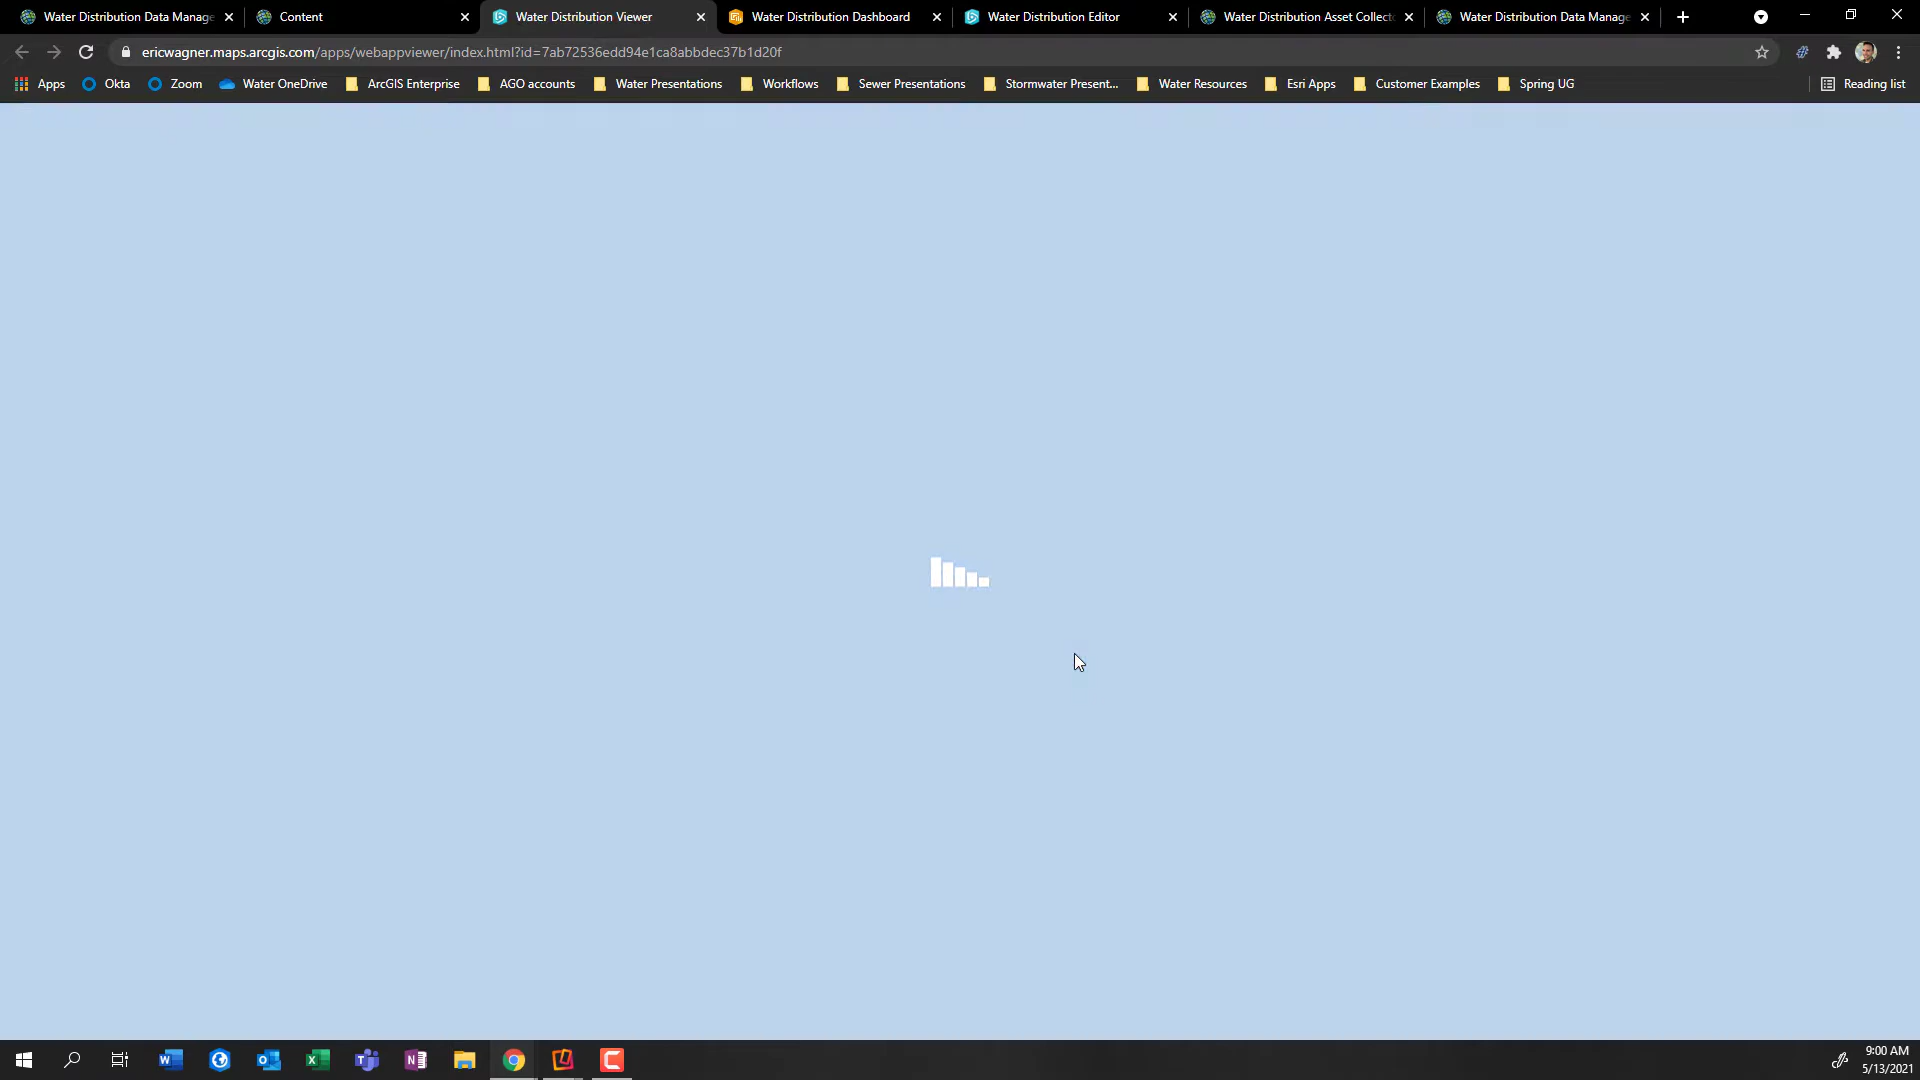 Water Distribution Data Manage
Content
Water Distribution Viewer
Water Distribution Dashboard
Water Distribution Editor
Water Distribution Asset Collect
Water Distribution Data Manage
ericwagner.maps.arcgis.com/apps/webappviewer/index.html?id=7ab72536edd94e1ca8abbdec37b1d20f
Apps
Okta
Zoom
Water OneDrive
ArcGIS Enterprise
AGO accounts
Water Presentations
Workflows
Sewer Presentations
Stormwater Present...
Water Resources
Esri Apps
Customer Examples
Spring UG
Reading list
9:00 AM
5/13/2021